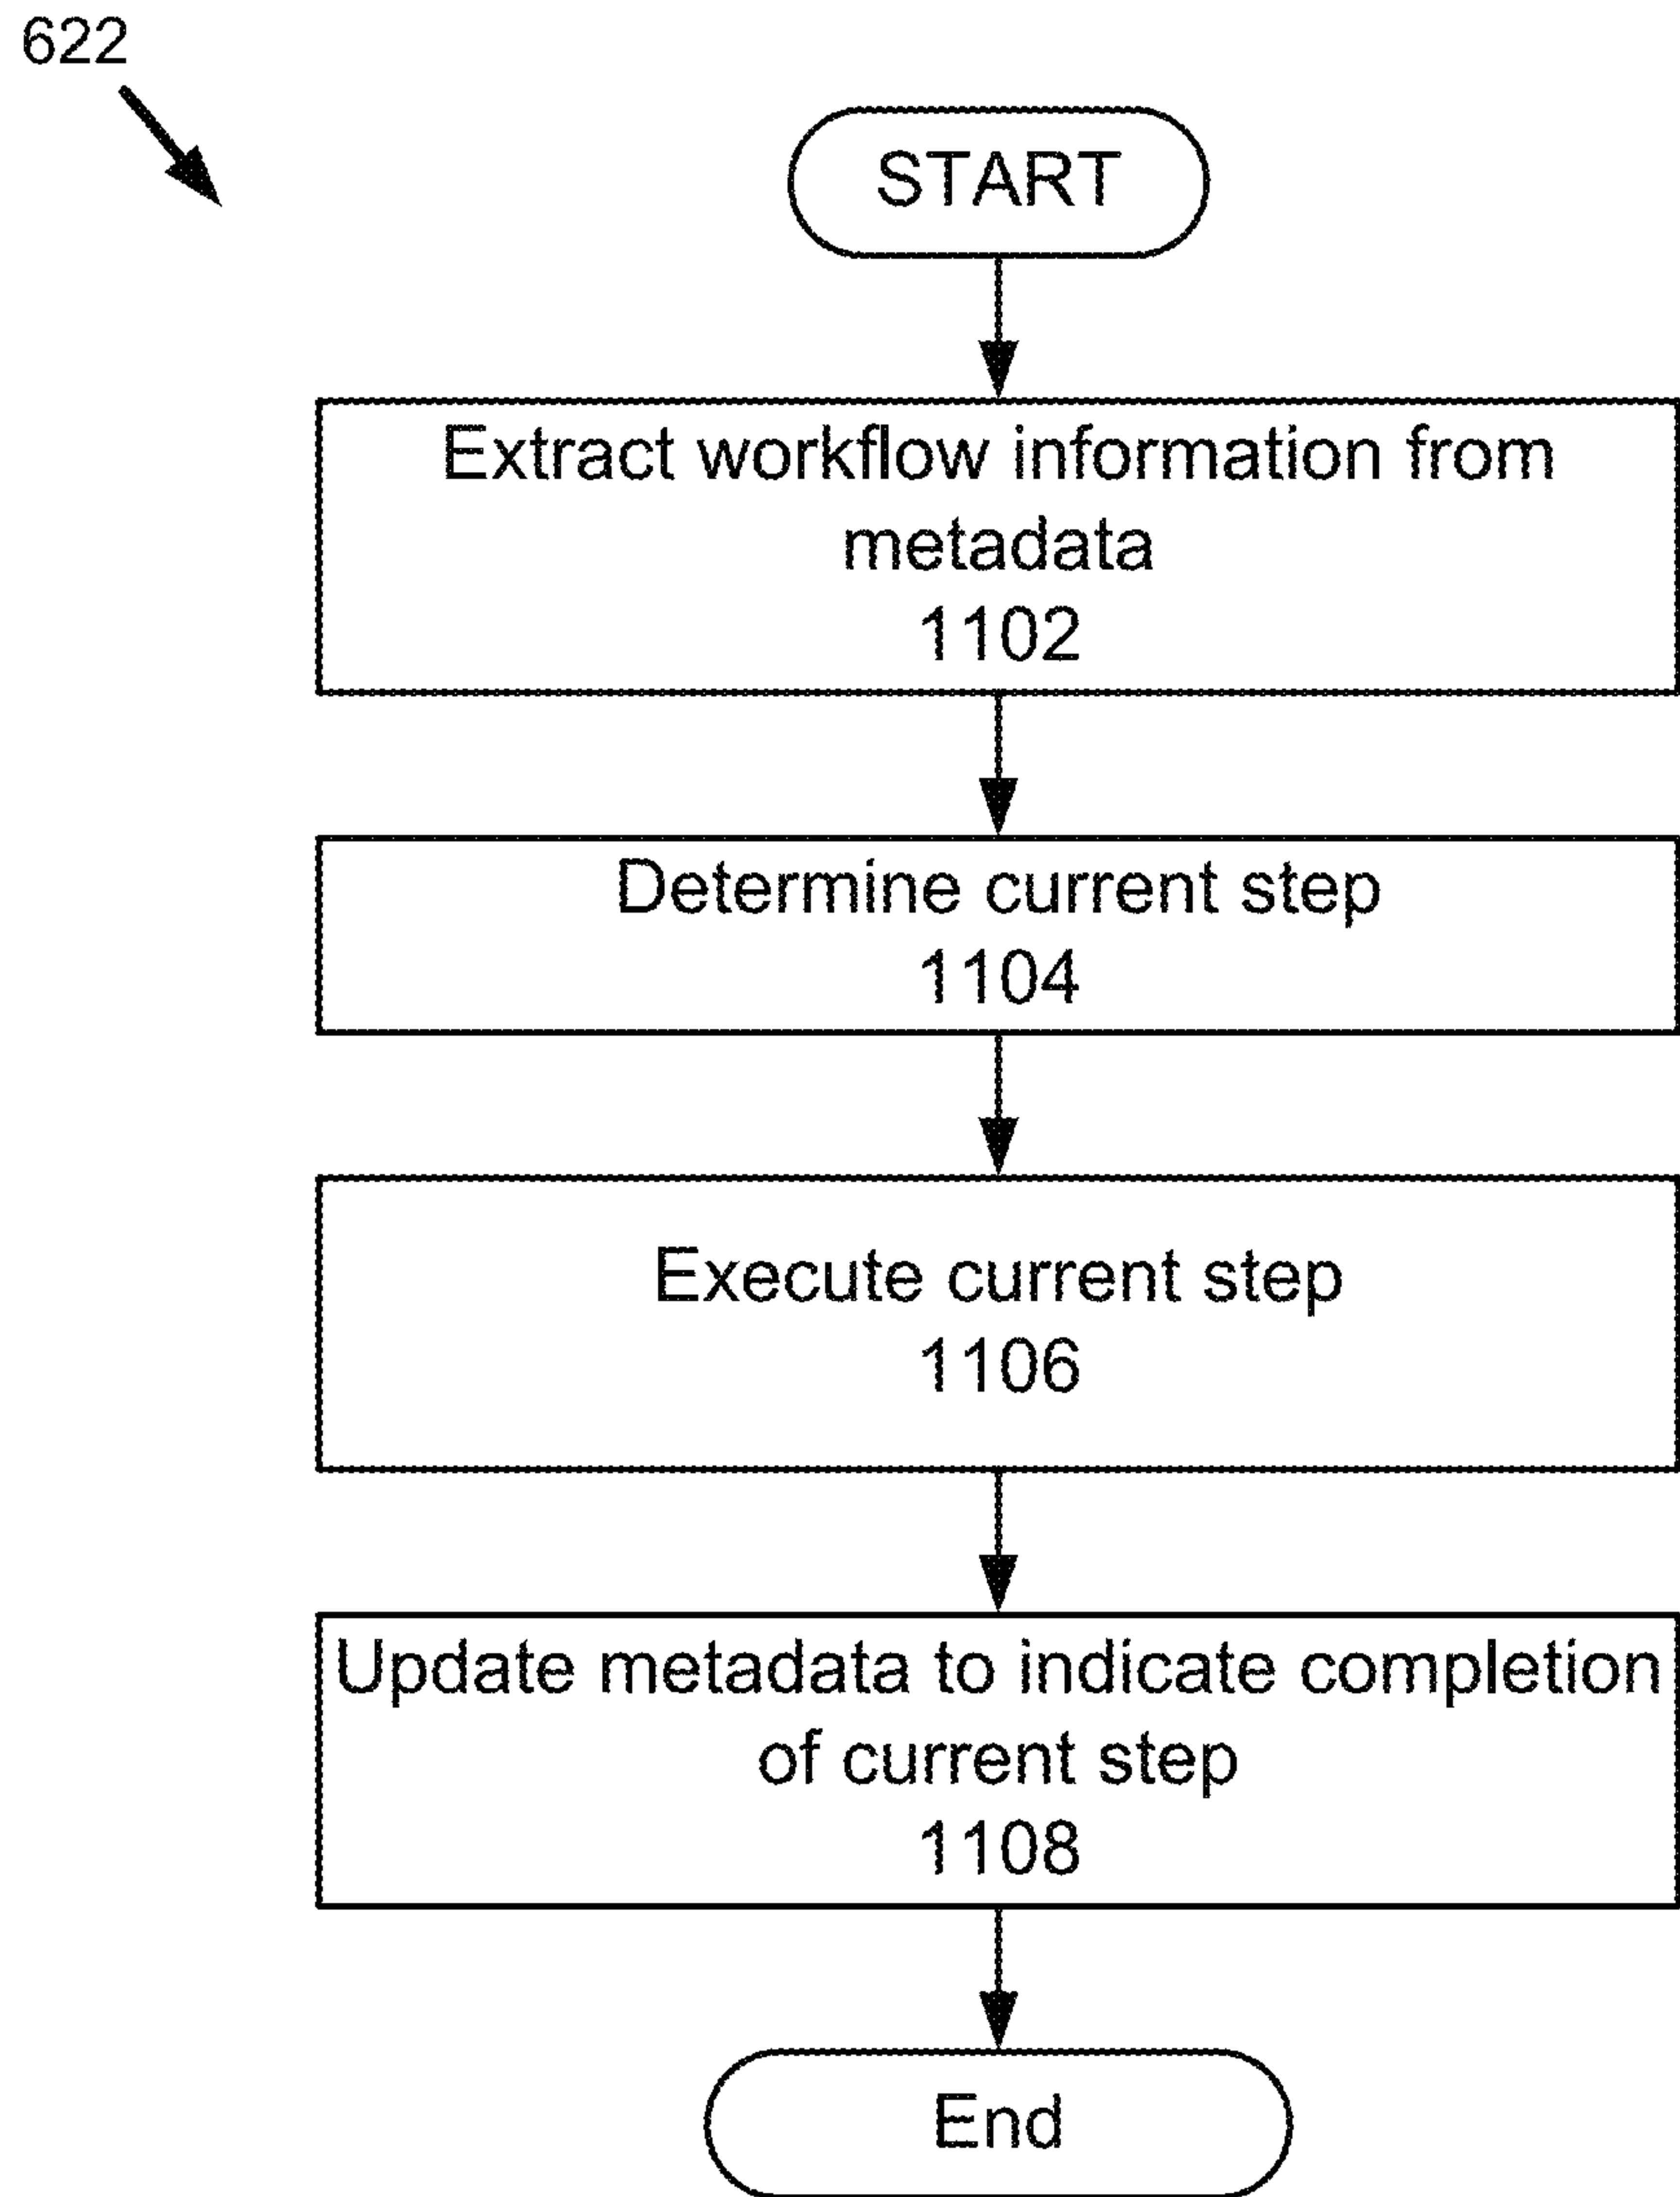 622
START
Extract workflow information from
metadata
1102
Determine current step
1104
Execute current step
1106
Update metadata to indicate completion
of current step
1108
End